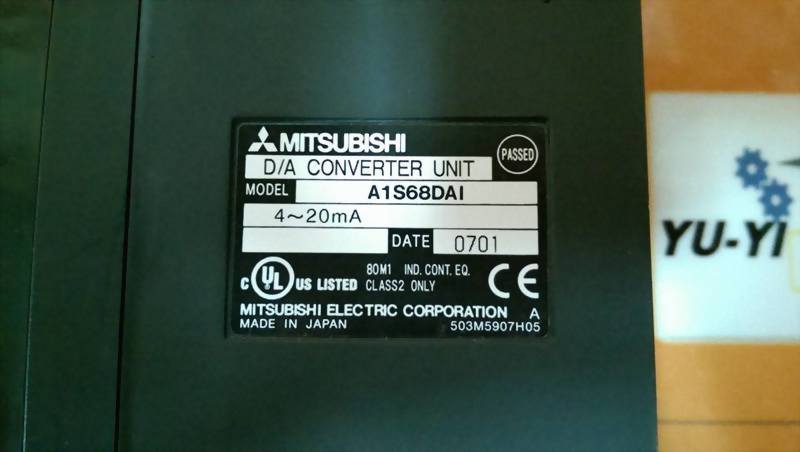 MITSUBISHI
PASSED
D/A CONVERTER UNIT
MODEL A1S68DAI
4~20mA
DATE 0701
C UL US LISTED 80M1 IND. CONT. EQ. CLASS2 ONLY CE
MITSUBISHI ELECTRIC CORPORATION A
MADE IN JAPAN 503M5907H05
YU-YI